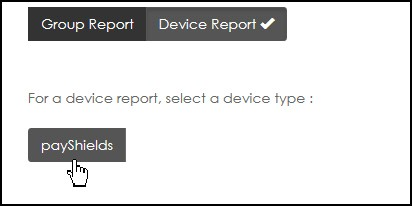 Group Report Device Report ✔
For a device report, select a device type :
payShields